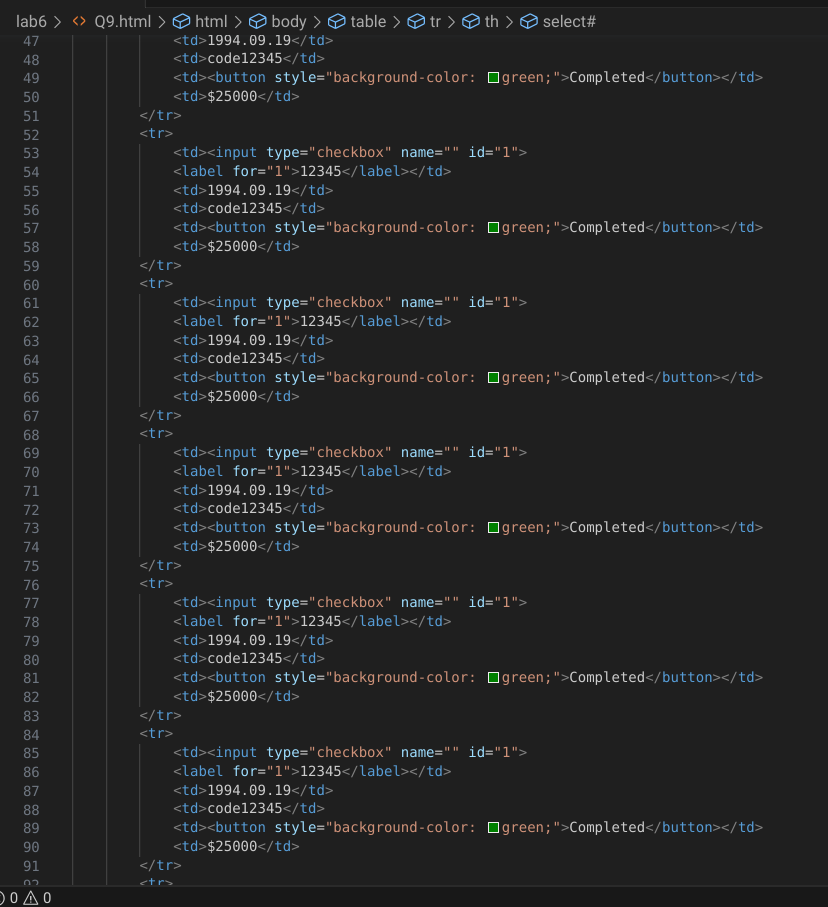 lab6 > <> Q9.html > html > body > table > tr > th > select#
47 <td>1994.09.19</td>
48 <td>code12345</td>
49 <td><button style="background-color: green;">Completed</button></td>
50 <td>$25000</td>
51 </tr>
52 <tr>
53 <td><input type="checkbox" name="" id="1">
54 <label for="1">12345</label></td>
55 <td>1994.09.19</td>
56 <td>code12345</td>
57 <td><button style="background-color: green;">Completed</button></td>
58 <td>$25000</td>
59 </tr>
60 <tr>
61 <td><input type="checkbox" name="" id="1">
62 <label for="1">12345</label></td>
63 <td>1994.09.19</td>
64 <td>code12345</td>
65 <td><button style="background-color: green;">Completed</button></td>
66 <td>$25000</td>
67 </tr>
68 <tr>
69 <td><input type="checkbox" name="" id="1">
70 <label for="1">12345</label></td>
71 <td>1994.09.19</td>
72 <td>code12345</td>
73 <td><button style="background-color: green;">Completed</button></td>
74 <td>$25000</td>
75 </tr>
76 <tr>
77 <td><input type="checkbox" name="" id="1">
78 <label for="1">12345</label></td>
79 <td>1994.09.19</td>
80 <td>code12345</td>
81 <td><button style="background-color: green;">Completed</button></td>
82 <td>$25000</td>
83 </tr>
84 <tr>
85 <td><input type="checkbox" name="" id="1">
86 <label for="1">12345</label></td>
87 <td>1994.09.19</td>
88 <td>code12345</td>
89 <td><button style="background-color: green;">Completed</button></td>
90 <td>$25000</td>
91 </tr>
92 <tr>
0 0